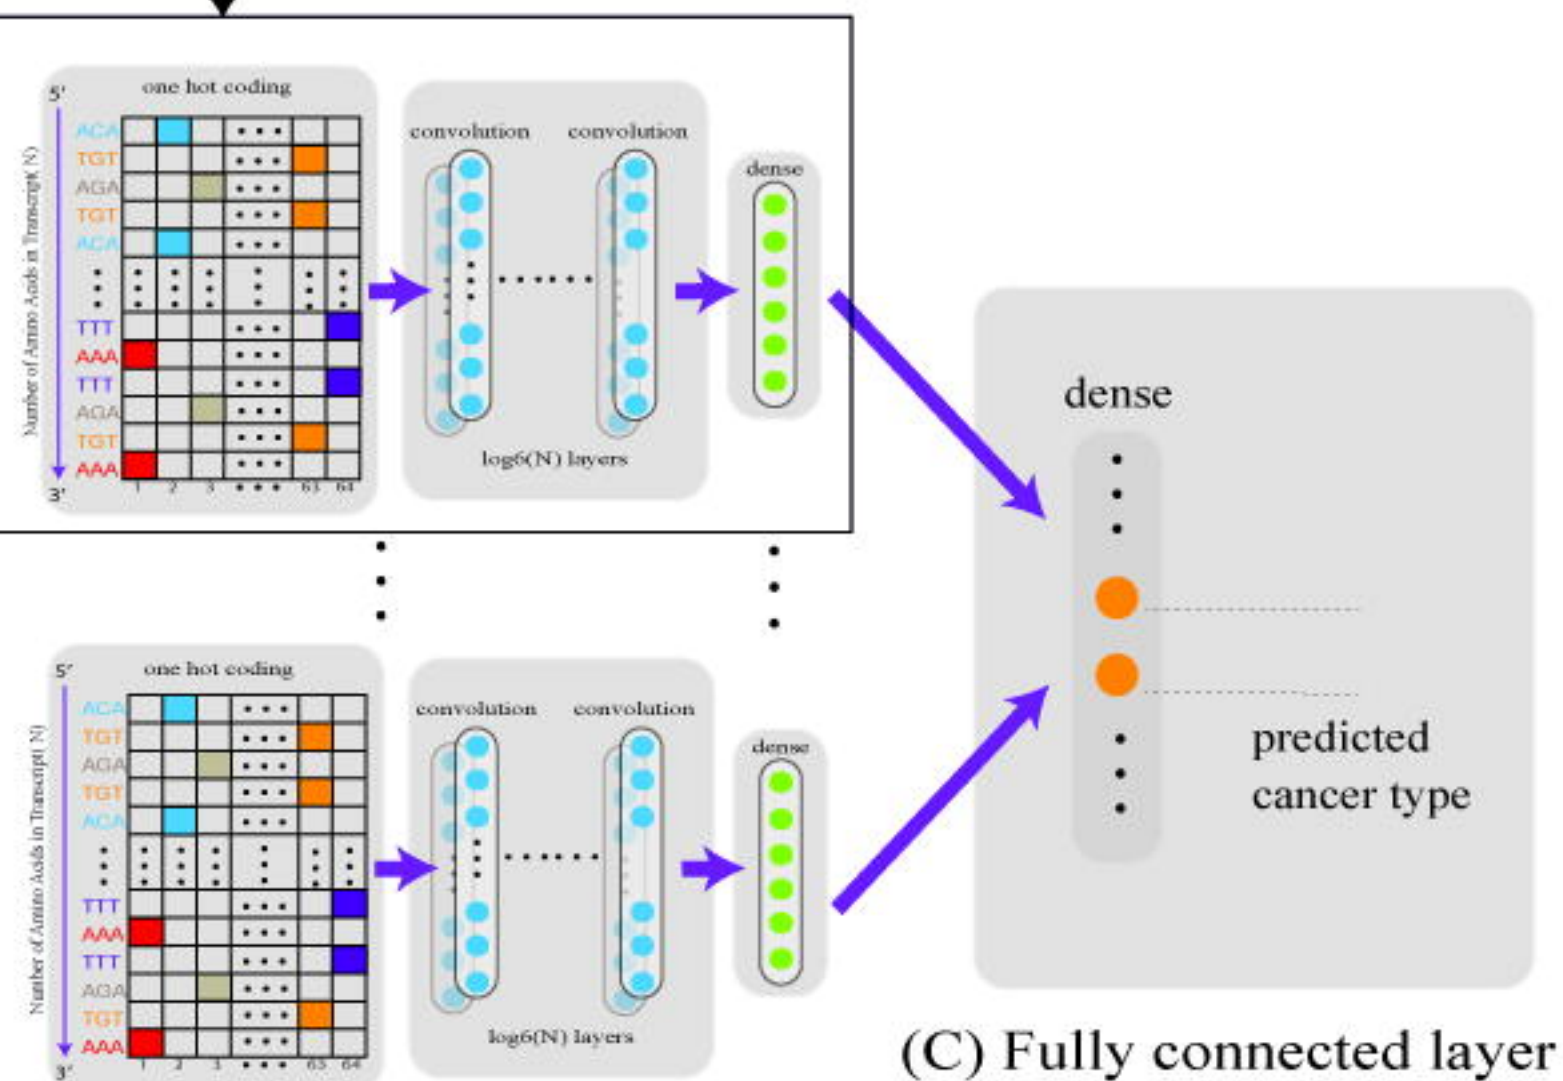 one hot coding
5'
Number of Amino Acids in Transcript(N)
ACA
TGT
AGA
TGT
ACA
TTT
AAA
TTT
AGA
TGT
AAA
3'
1 2 3 63 64
convolution convolution
log6(N) layers
dense
one hot coding
5'
Number of Amino Acids in Transcript(N)
ACA
TGT
AGA
TGT
ACA
TTT
AAA
TTT
AGA
TGT
AAA
3'
1 2 3 63 64
convolution convolution
log6(N) layers
dense
dense
predicted
cancer type
(C) Fully connected layer